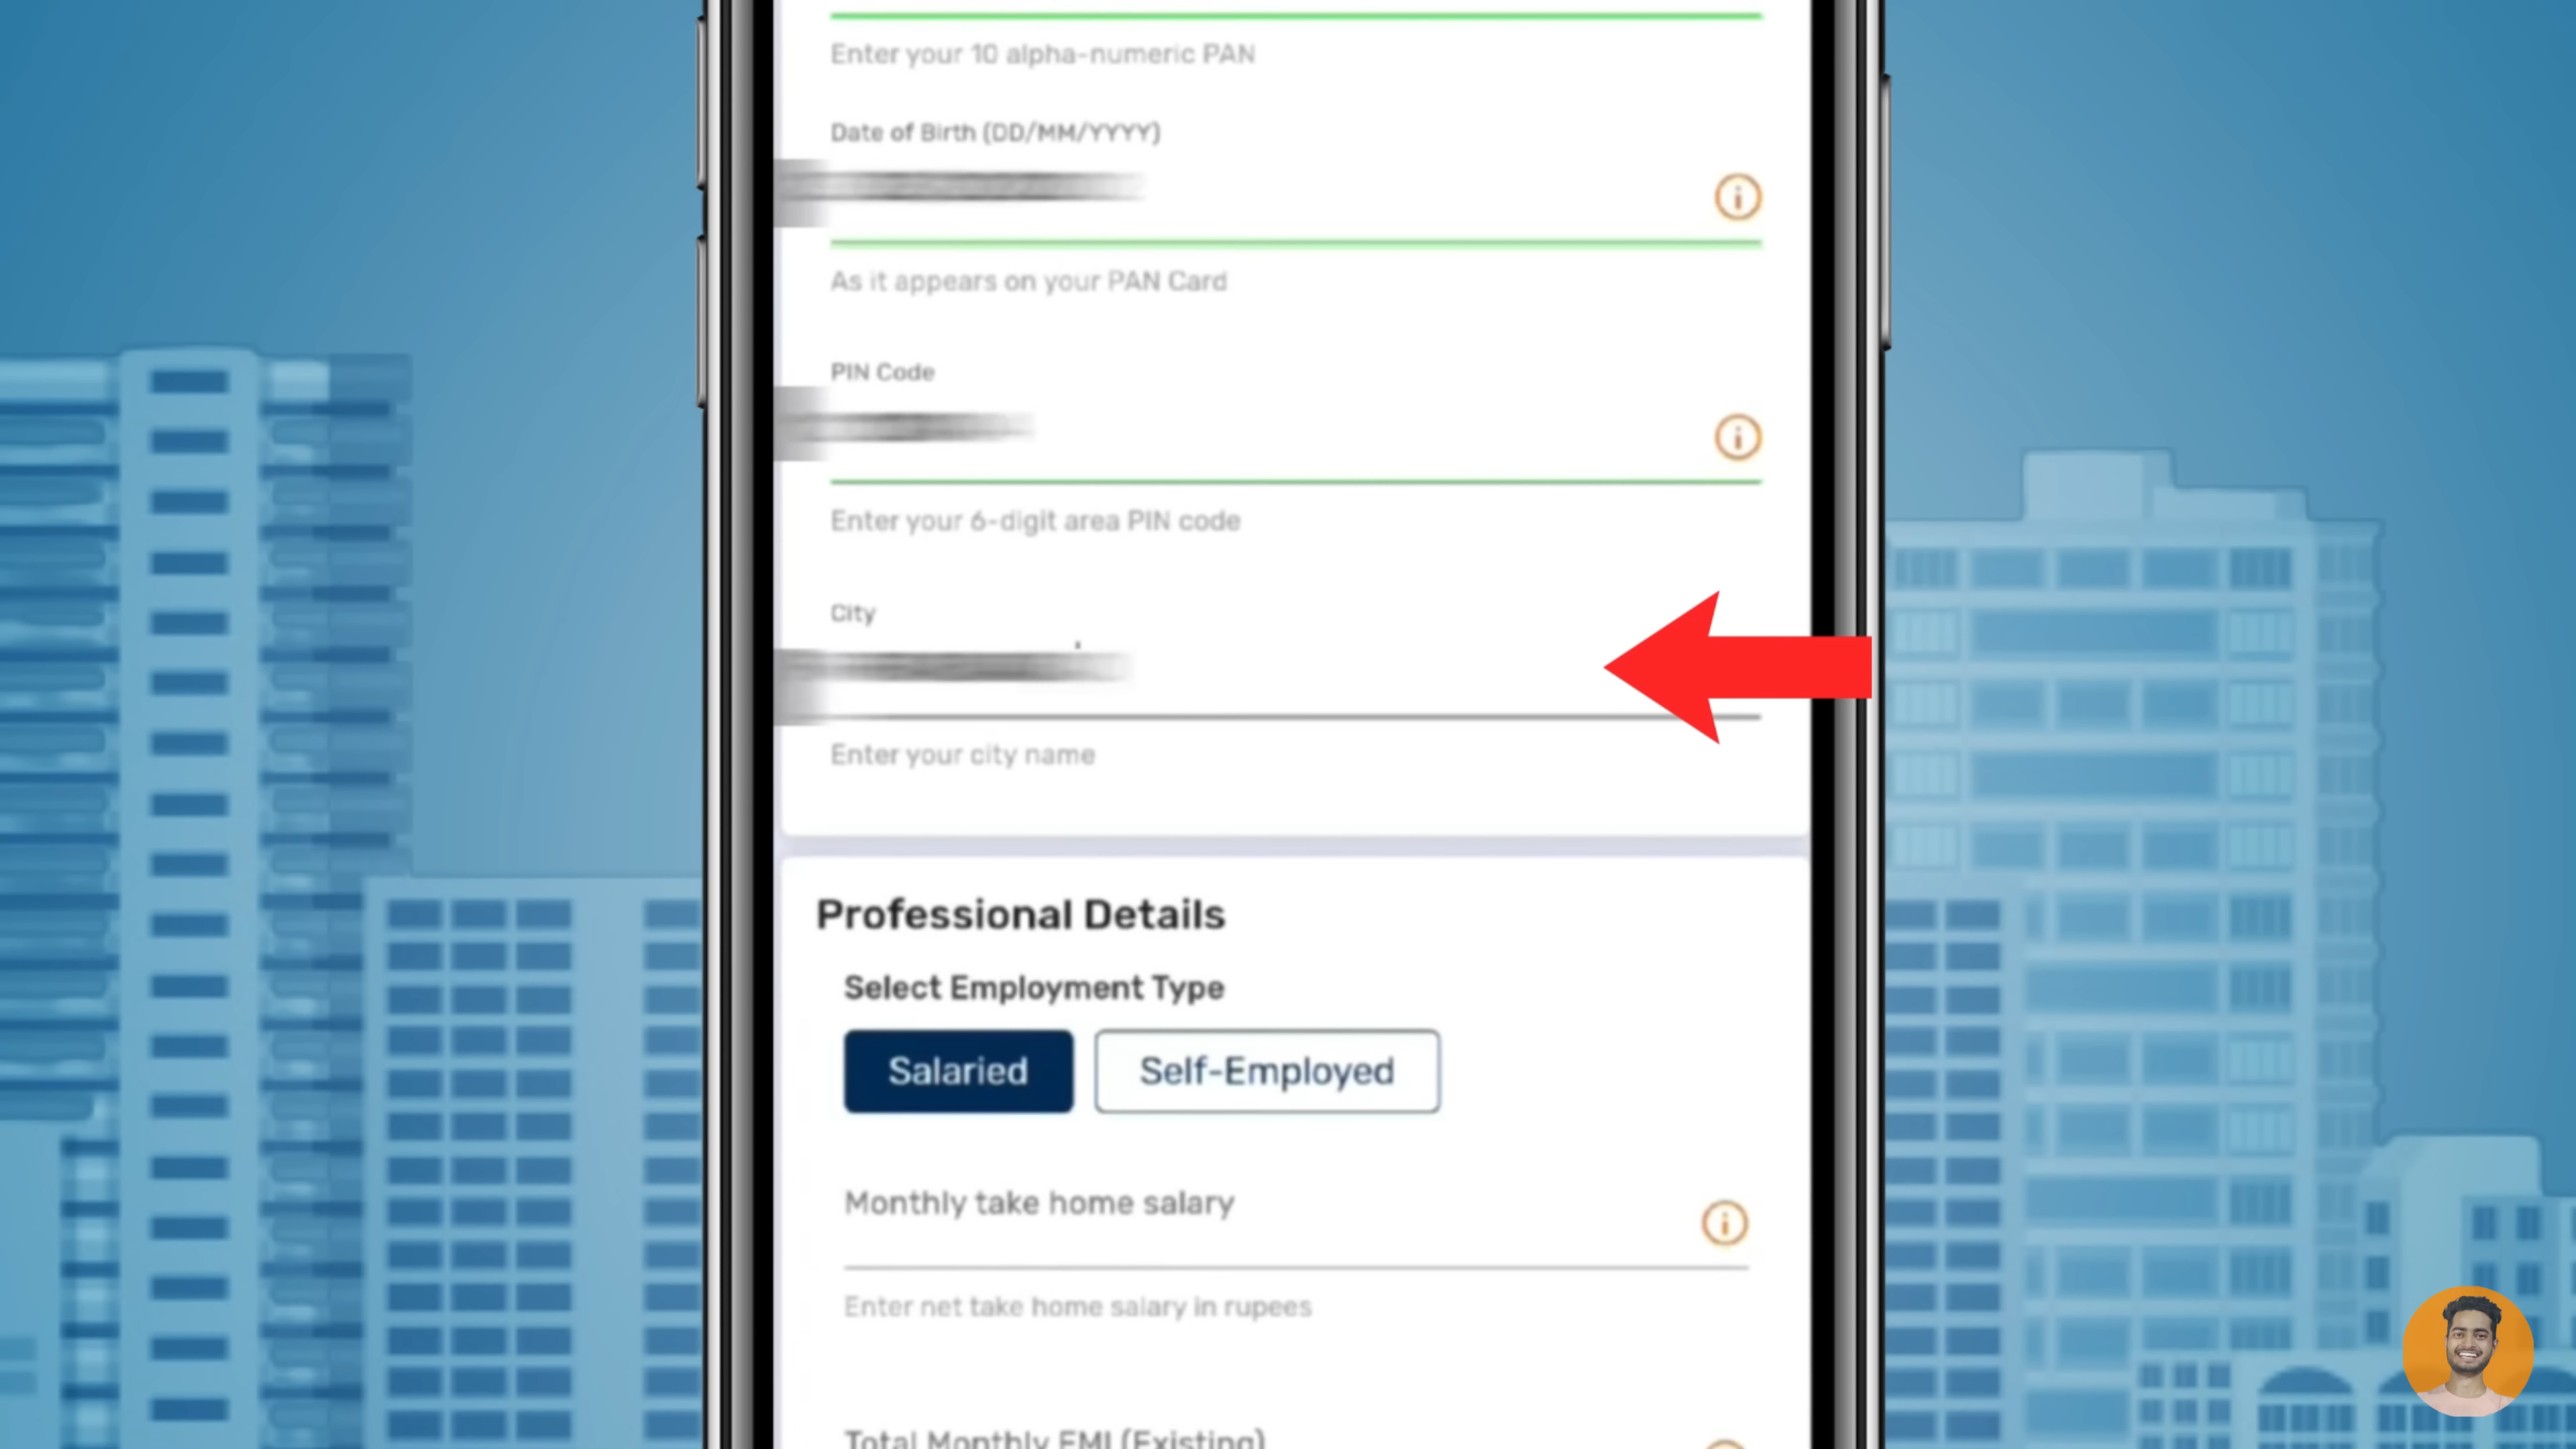 Enter your 10 alpha-numeric PAN
Date of Birth (DD/MM/YYYY)
As it appears on your PAN Card
PIN Code
Enter your 6-digit area PIN code
City
Enter your city name
Professional Details
Select Employment Type
Salaried Self-Employed
Monthly take home salary
Enter net take home salary in rupees
Total Monthly EMI (Existing)